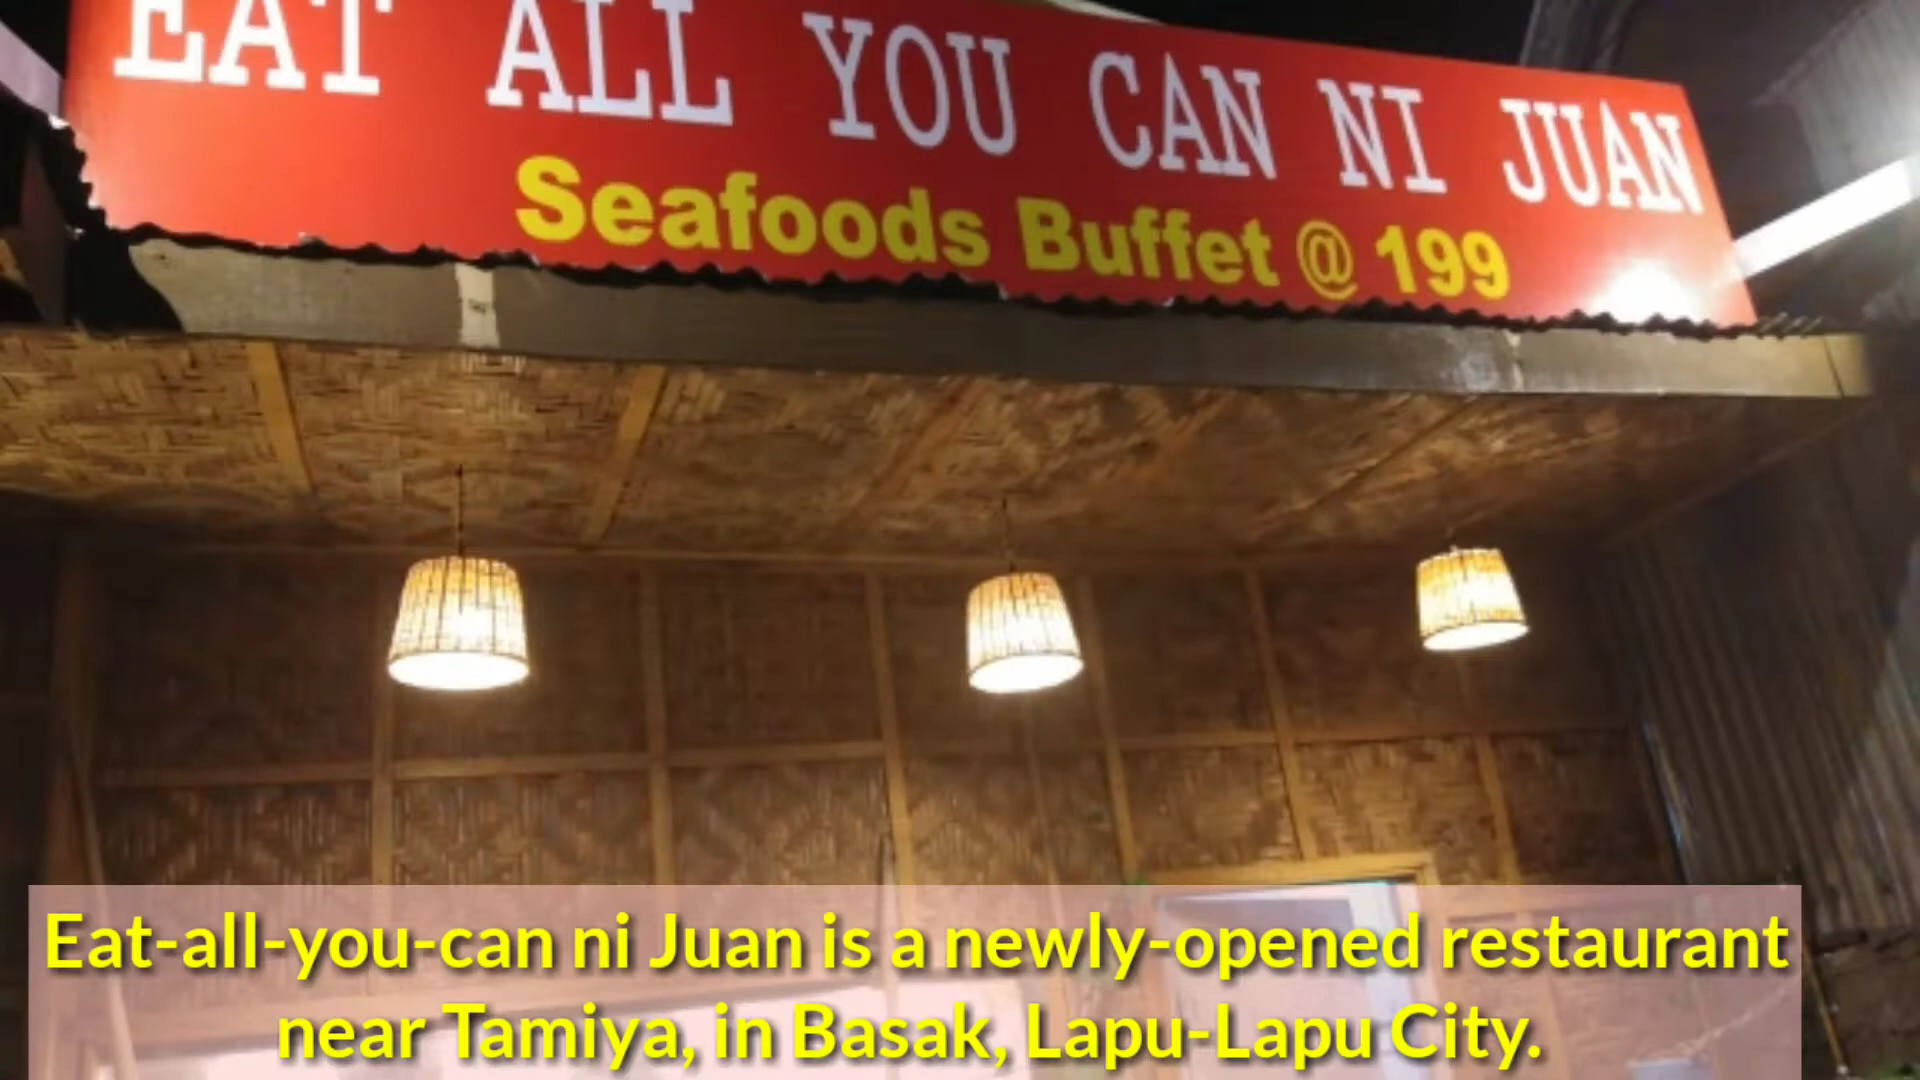 EAT ALL YOU CAN NI JUAN
Seafoods Buffet @ 199
Eat-all-you-can ni Juan is a newly-opened restaurant
near Tamiya, in Basak, Lapu-Lapu City.